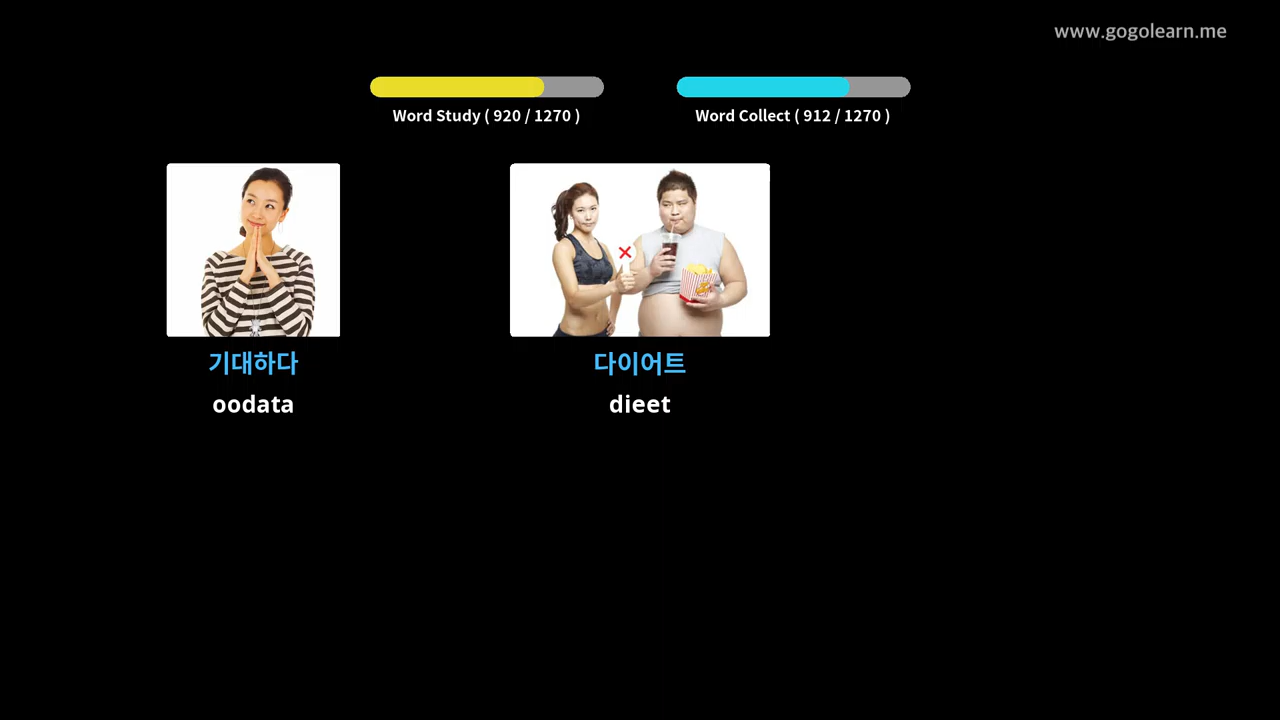 www.gogolearn.me
Word Study ( 920 / 1270 )
Word Collect ( 912 / 1270 )
기대하다
oodata
다이어트
dieet